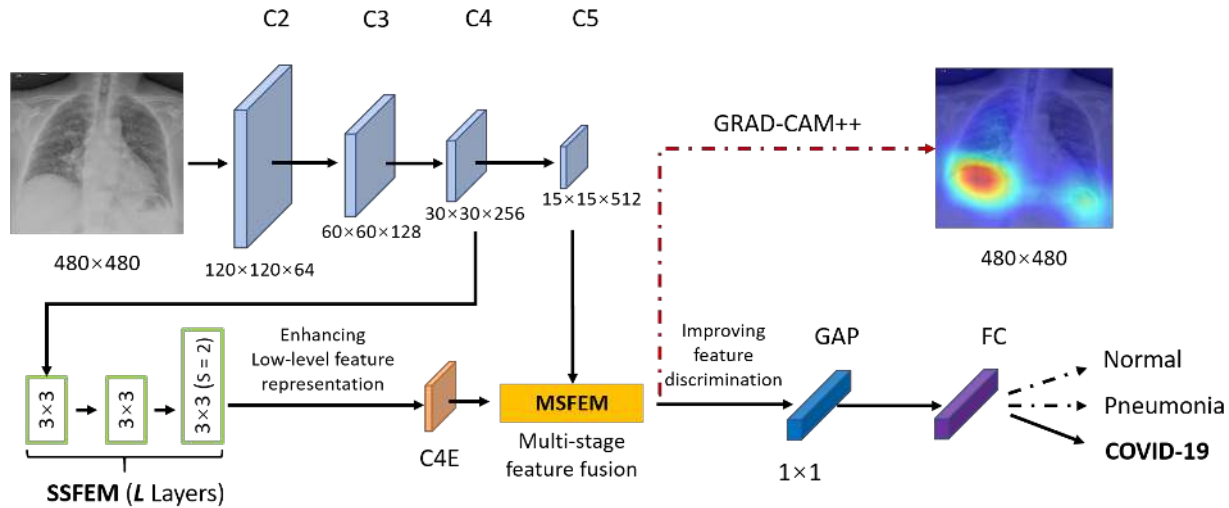 C2
C3
C4
C5
GRAD-CAM++
15×15×512
30×30×256
60×60×128
480×480
120×120×64
480×480
Enhancing
Low-level feature
representation
Improving
feature
discrimination
GAP
FC
Normal
Pneumonia
COVID-19
3×3
3×3
3×3 (S = 2)
MSFEM
C4E
Multi-stage
feature fusion
1×1
SSFEM (L Layers)